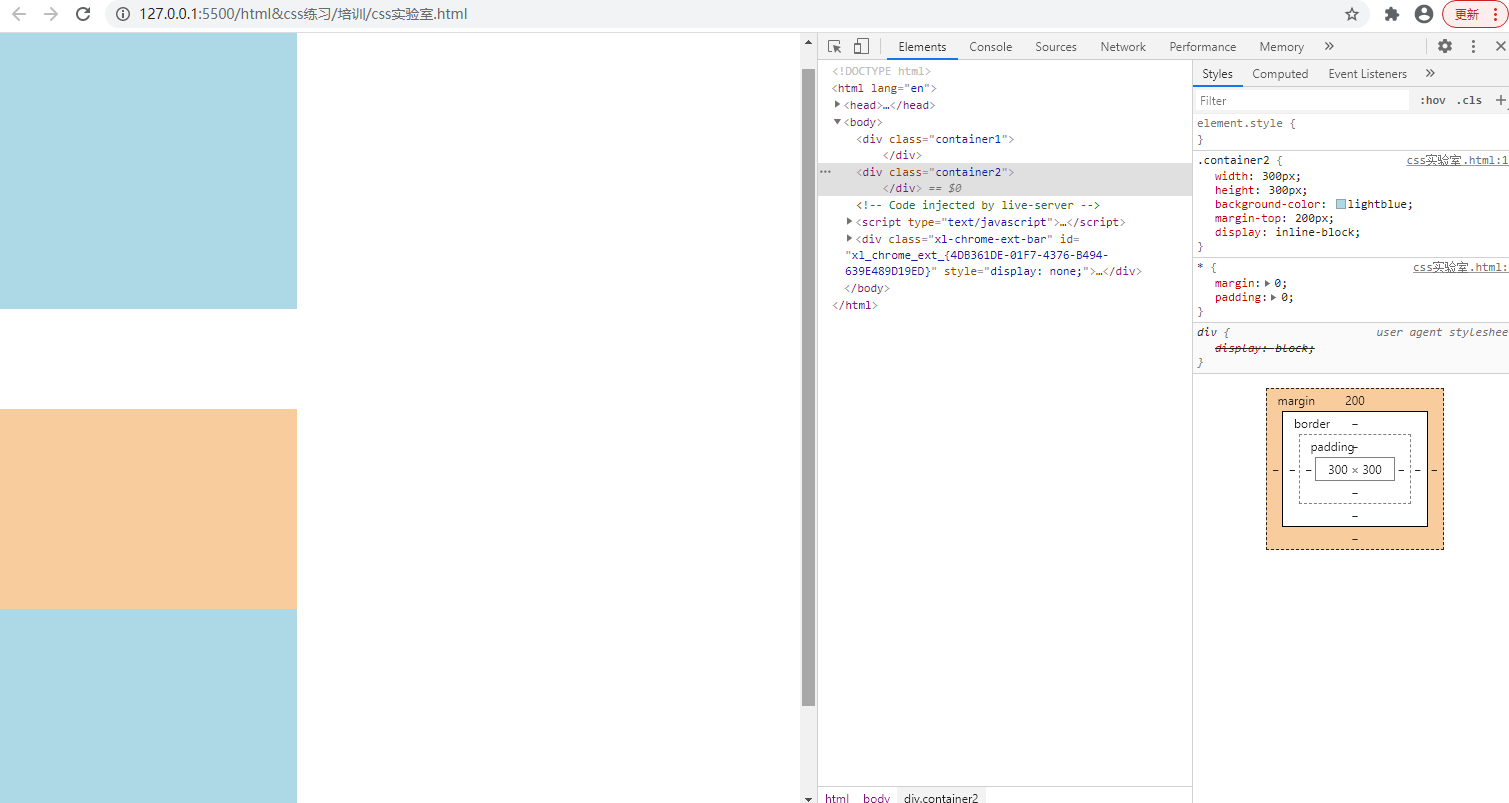 127.0.0.1:5500/html&css练习/培训/css实验室.html
更新
Elements Console Sources Network Performance Memory »
<!DOCTYPE html>
<html lang="en">
<head>…</head>
<body>
<div class="container1">
</div>
<div class="container2">
</div> == $0
<!-- Code injected by live-server -->
<script type="text/javascript">…</script>
<div class="xl-chrome-ext-bar" id=
"xl_chrome_ext_{4DB361DE-01F7-4376-B494-
639E489D19ED}" style="display: none;">…</div>
</body>
</html>
html body div.container2
Styles Computed Event Listeners »
Filter :hov .cls +
element.style {
}
.container2 { css实验室.html:1
width: 300px;
height: 300px;
background-color: lightblue;
margin-top: 200px;
display: inline-block;
}
* { css实验室.html:
margin: 0;
padding: 0;
}
div { user agent styleshee
display: block;
}
margin 200
border –
padding –
– – – 300 × 300 – – –
–
–
–